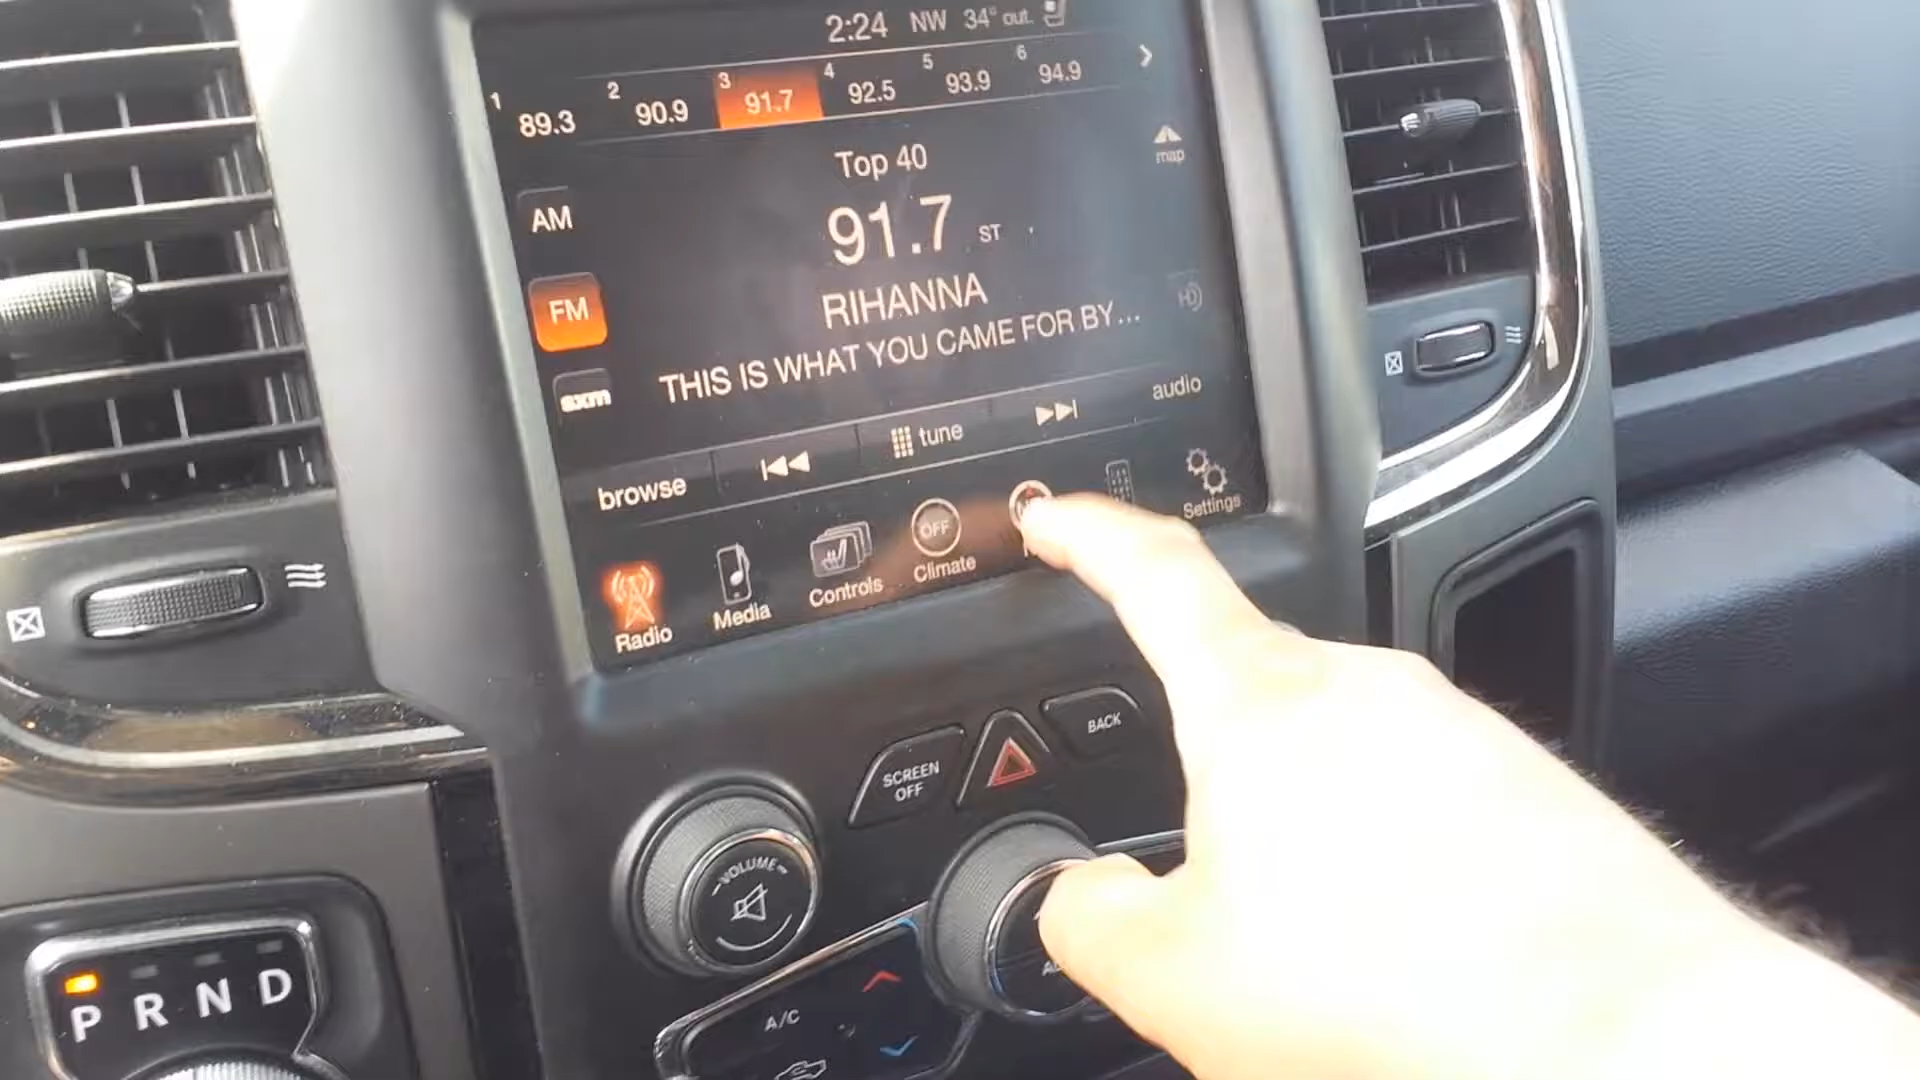 2:24 NW 34° out.
1 89.3 2 90.9 3 91.7 4 92.5 5 93.9 6 94.9
Top 40
map
AM
91.7 ST
FM
RIHANNA
HD
THIS IS WHAT YOU CAME FOR BY...
sxm
audio
browse
tune
OFF
Radio
Media
Controls
Climate
Settings
SCREEN OFF
BACK
VOLUME
A/C
P R N D